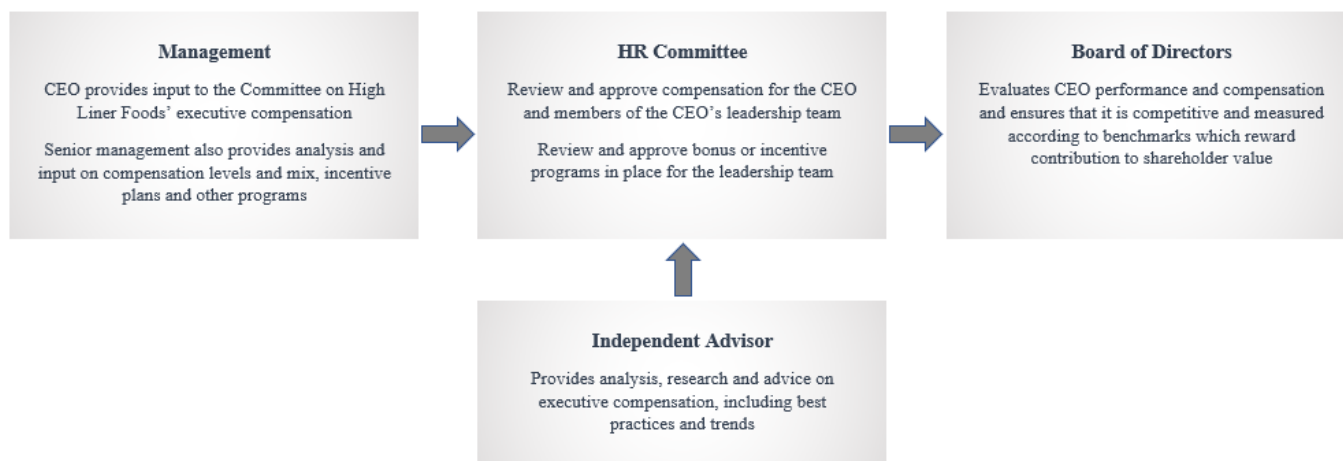 Management
CEO provides input to the Committee on High
Liner Foods’ executive compensation
Senior management also provides analysis and
input on compensation levels and mix, incentive
plans and other programs
HR Committee
Review and approve compensation for the CEO
and members of the CEO’s leadership team
Review and approve bonus or incentive
programs in place for the leadership team
Board of Directors
Evaluates CEO performance and compensation
and ensures that it is competitive and measured
according to benchmarks which reward
contribution to shareholder value
Independent Advisor
Provides analysis, research and advice on
executive compensation, including best
practices and trends